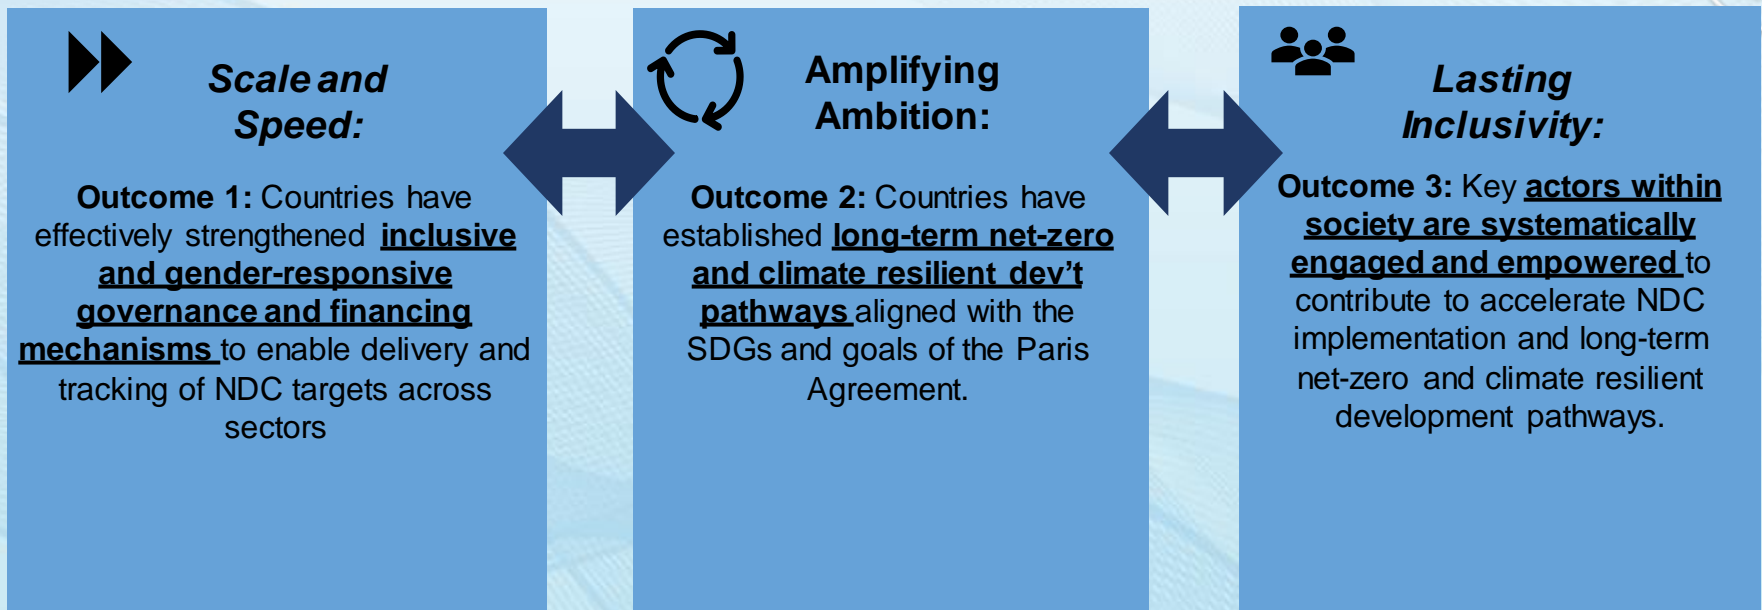 Scale and
Speed:
Outcome 1: Countries have
effectively strengthened inclusive
and gender-responsive
governance and financing
mechanisms to enable delivery and
tracking of NDC targets across
sectors
Amplifying
Ambition:
Outcome 2: Countries have
established long-term net-zero
and climate resilient dev’t
pathways aligned with the
SDGs and goals of the Paris
Agreement.
Lasting
Inclusivity:
Outcome 3: Key actors within
society are systematically
engaged and empowered to
contribute to accelerate NDC
implementation and long-term
net-zero and climate resilient
development pathways.